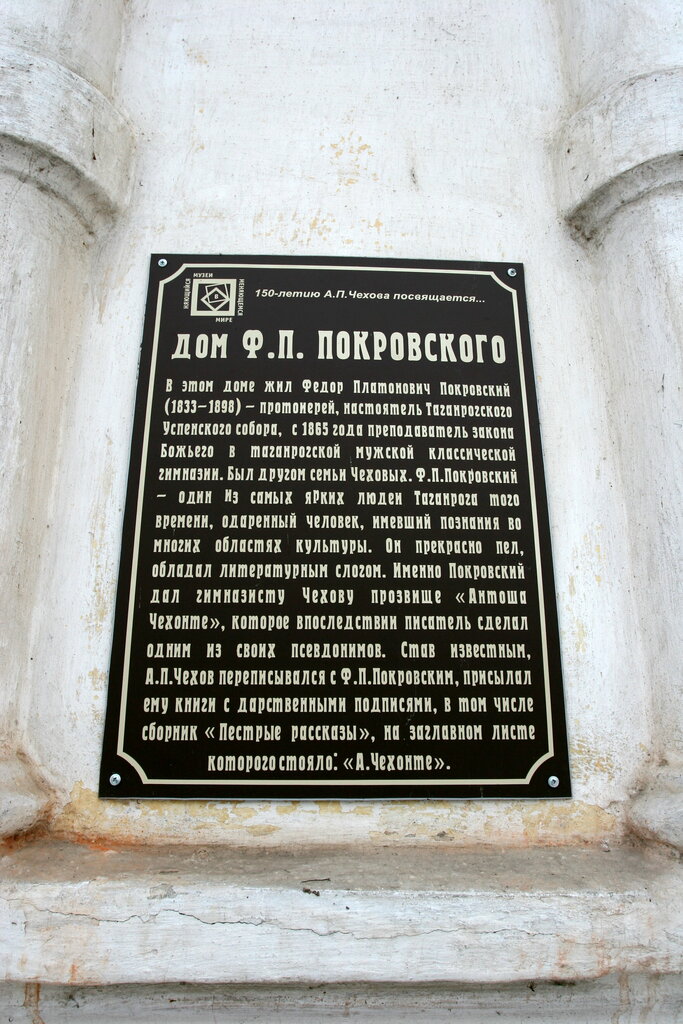 МУЗЕИ
НЯЮЩИЙСЯ
В
МЕНЯЮЩЕМСЯ
МИРЕ
150-летию А.П.Чехова посвящается...
ДОМ Ф.П. ПОКРОВСКОГО
В этом доме жил Федор Платонович Покровский
(1833–1898) – протоиерей, настоятель Таганрогского
Успенского собора, с 1865 года преподаватель закона
Божьего в таганрогской мужской классической
гимназии. Был другом семьи Чеховых. Ф.П.Покровский
– один из самых ярких людей Таганрога того
времени, одаренный человек, имевший познания во
многих областях культуры. Он прекрасно пел,
обладал литературным слогом. Именно Покровский
дал гимназисту Чехову прозвище «Антоша
Чехонте», которое впоследствии писатель сделал
одним из своих псевдонимов. Став известным,
А.П.Чехов переписывался с Ф.П.Покровским, присылал
ему книги с дарственными подписями, в том числе
сборник «Пестрые рассказы», на заглавном листе
которого стояло: «А.Чехонте».